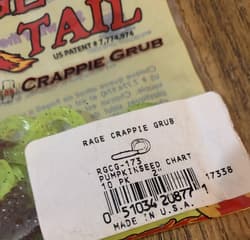 TAIL
US PATENT # 7,774,974
CRAPPIE GRUB
RAGE CRAPPIE GRUB
RGCG-173
PUMPKINSEED CHART
10 PK 2"
17338
0 51034 20877 1
MADE IN U.S.A.